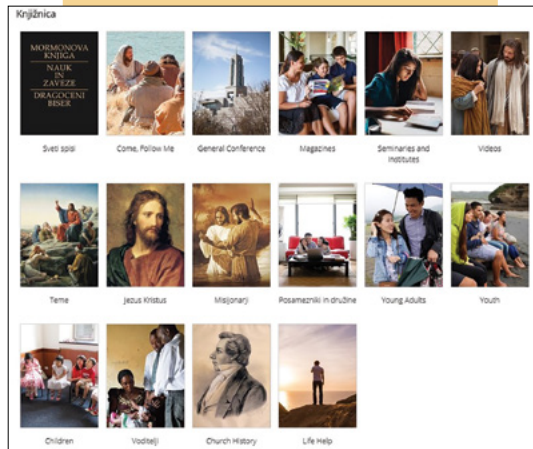 Knjižnica
MORMONOVA
KNJIGA
NAUK
IN
ZAVEZE
DRAGOCENI
BISER
Sveti spisi
Come, Follow Me
General Conference
Magazines
Seminaries and
Institutes
Videos
Teme
Jezus Kristus
Misijonarji
Posamezniki in družine
Young Adults
Youth
Children
Voditelji
Church History
Life Help